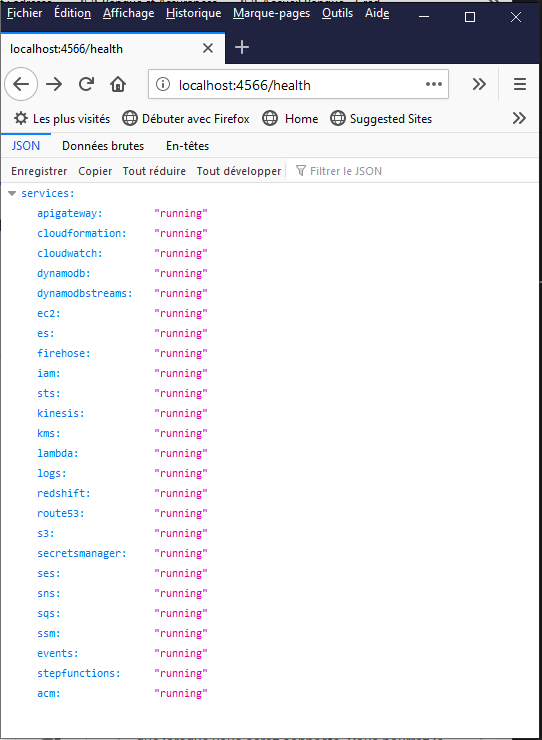 Fichier Édition Affichage Historique Marque-pages Outils Aide
localhost:4566/health
localhost:4566/health
Les plus visités Débuter avec Firefox Home Suggested Sites
JSON Données brutes En-têtes
Enregistrer Copier Tout réduire Tout développer Filtrer le JSON
services:
apigateway: "running"
cloudformation: "running"
cloudwatch: "running"
dynamodb: "running"
dynamodbstreams: "running"
ec2: "running"
es: "running"
firehose: "running"
iam: "running"
sts: "running"
kinesis: "running"
kms: "running"
lambda: "running"
logs: "running"
redshift: "running"
route53: "running"
s3: "running"
secretsmanager: "running"
ses: "running"
sns: "running"
sqs: "running"
ssm: "running"
events: "running"
stepfunctions: "running"
acm: "running"